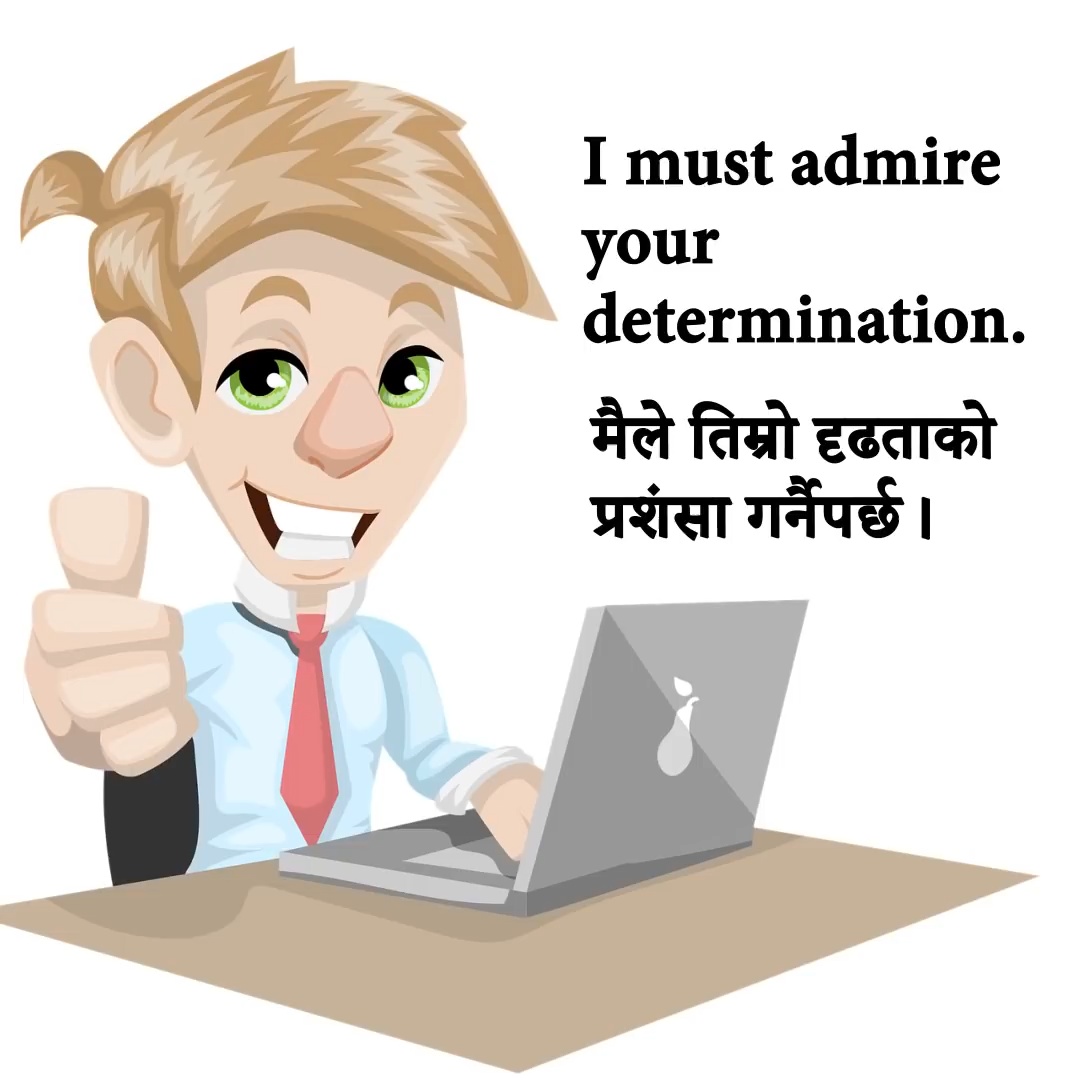 I must admire
your
determination.
मैले तिम्रो दृढताको
प्रशंसा गर्नैपर्छ ।